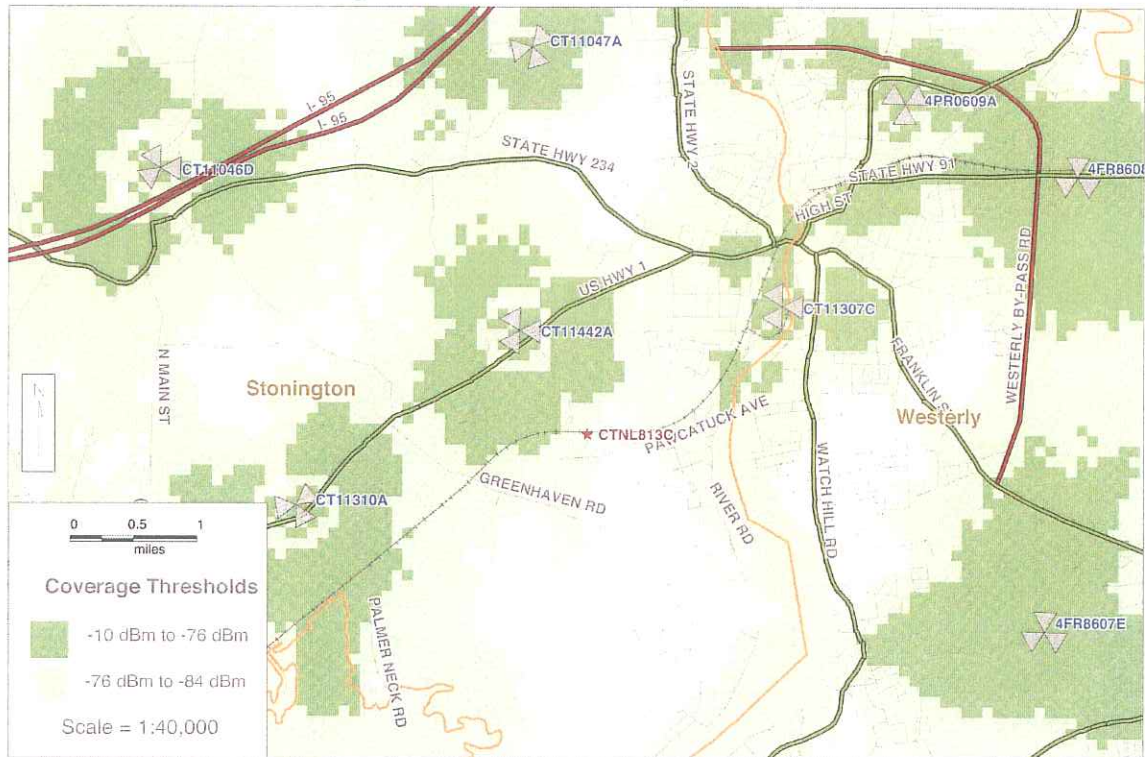 CT11047A
I- 95
I- 95
4PR0609A
STATE HWY 2
STATE HWY 234
CT11046D
STATE HWY 91
4FR8608
HIGH ST
US HWY 1
WESTERLY BY-PASS RD
CT11442A
CT11307C
N MAIN ST
Stonington
FRANKLIN S
Westerly
CTNL813C
PAWCATUCK AVE
WATCH HILL RD
GREENHAVEN RD
RIVER RD
CT11310A
0 0.5 1
miles
Coverage Thresholds
-10 dBm to -76 dBm
-76 dBm to -84 dBm
Scale = 1:40,000
PALMER NECK RD
4FR8607E